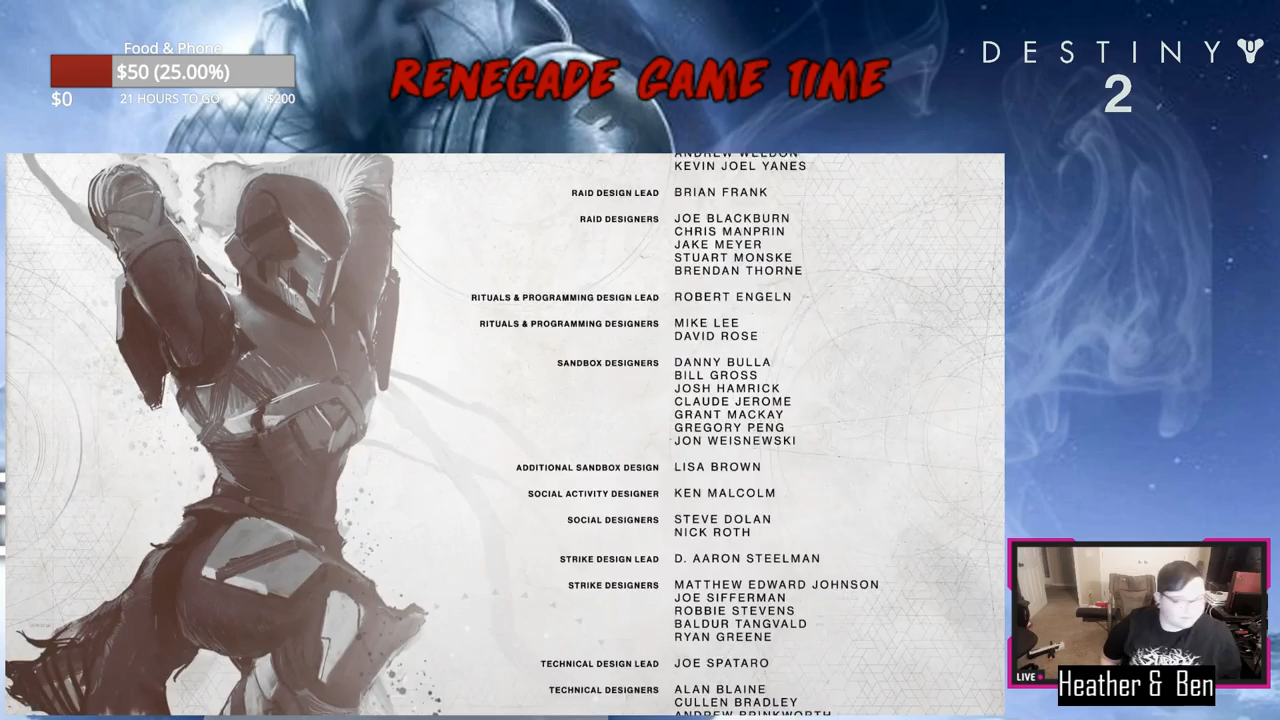 Food & Phone
$50 (25.00%)
$0
21 HOURS TO GO
$200
RENEGADE GAME TIME
DESTINY
2
ANDREW WELDON
KEVIN JOEL YANES
RAID DESIGN LEAD BRIAN FRANK
RAID DESIGNERS JOE BLACKBURN
CHRIS MANPRIN
JAKE MEYER
STUART MONSKE
BRENDAN THORNE
RITUALS & PROGRAMMING DESIGN LEAD ROBERT ENGELN
RITUALS & PROGRAMMING DESIGNERS MIKE LEE
DAVID ROSE
SANDBOX DESIGNERS DANNY BULLA
BILL GROSS
JOSH HAMRICK
CLAUDE JEROME
GRANT MACKAY
GREGORY PENG
JON WEISNEWSKI
ADDITIONAL SANDBOX DESIGN LISA BROWN
SOCIAL ACTIVITY DESIGNER KEN MALCOLM
SOCIAL DESIGNERS STEVE DOLAN
NICK ROTH
STRIKE DESIGN LEAD D. AARON STEELMAN
STRIKE DESIGNERS MATTHEW EDWARD JOHNSON
JOE SIFFERMAN
ROBBIE STEVENS
BALDUR TANGVALD
RYAN GREENE
TECHNICAL DESIGN LEAD JOE SPATARO
TECHNICAL DESIGNERS ALAN BLAINE
CULLEN BRADLEY
ANDREW BRINKWORTH
LIVE
Heather & Ben